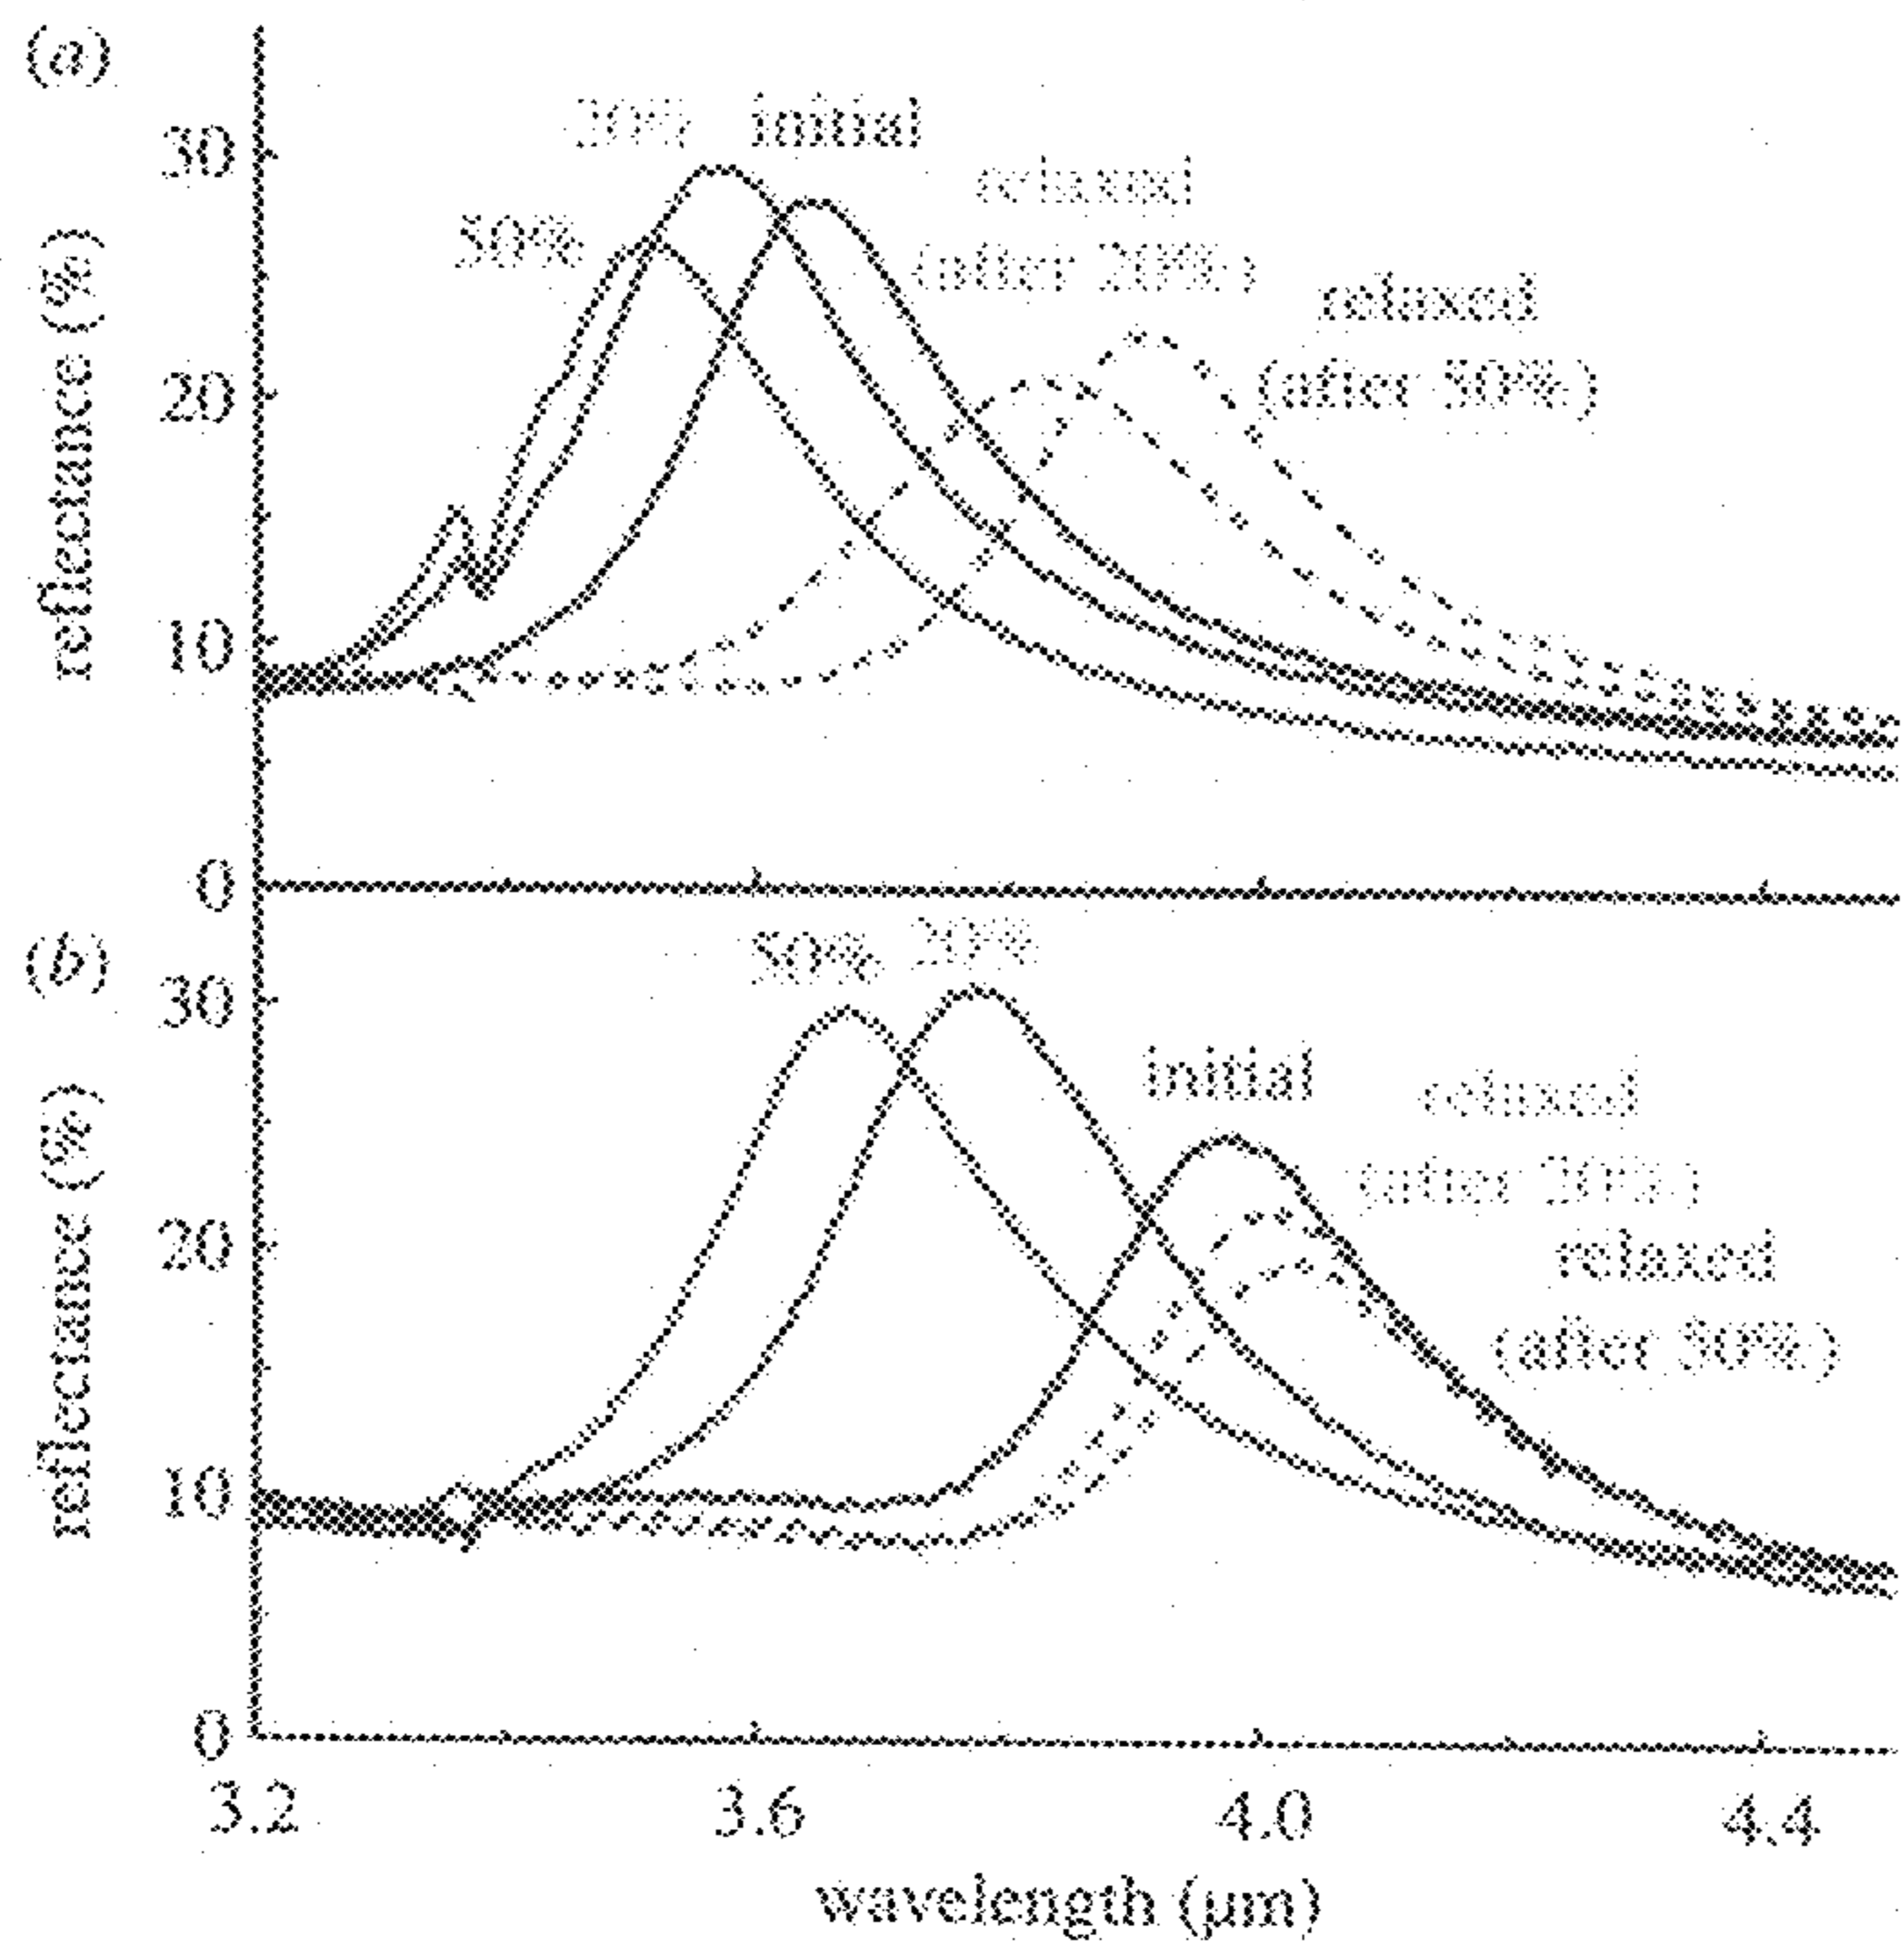 (a)
30
20
10
0
reflectance (%)
20%
initial
50%
relaxed
(after 20%)
relaxed
(after 50%)
(b)
30
20
10
0
reflectance (%)
50%
20%
initial
relaxed
(after 20%)
relaxed
(after 50%)
3.2
3.6
4.0
4.4
wavelength (µm)